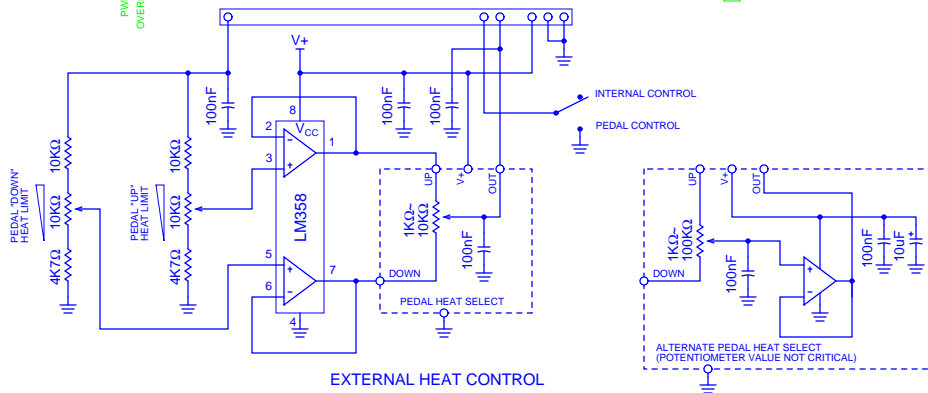 PW
OVER
V+
100nF
8
VCC
2
1
3
LM358
5
7
6
4
10KΩ
10KΩ
4K7Ω
PEDAL "DOWN"
HEAT LIMIT
10KΩ
10KΩ
4K7Ω
PEDAL "UP"
HEAT LIMIT
100nF
100nF
INTERNAL CONTROL
PEDAL CONTROL
UP
V+
OUT
1KΩ~
10KΩ
100nF
DOWN
PEDAL HEAT SELECT
UP
V+
OUT
1KΩ~
100KΩ
100nF
100nF
10uF
+
DOWN
ALTERNATE PEDAL HEAT SELECT
(POTENTIOMETER VALUE NOT CRITICAL)
EXTERNAL HEAT CONTROL